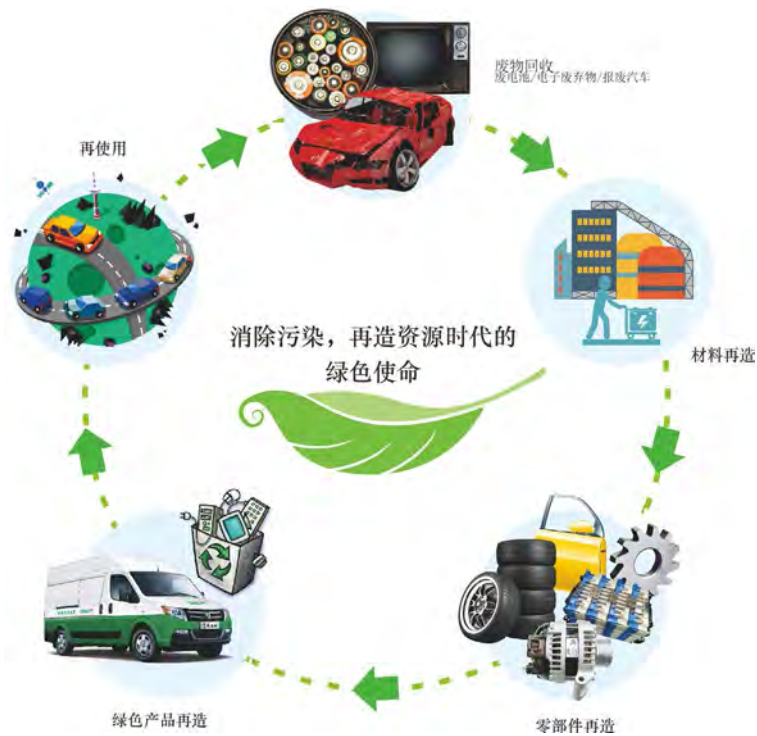 废物回收
废电池/电子废弃物/报废汽车
再使用
消除污染，再造资源时代的
绿色使命
材料再造
绿色产品再造
零部件再造